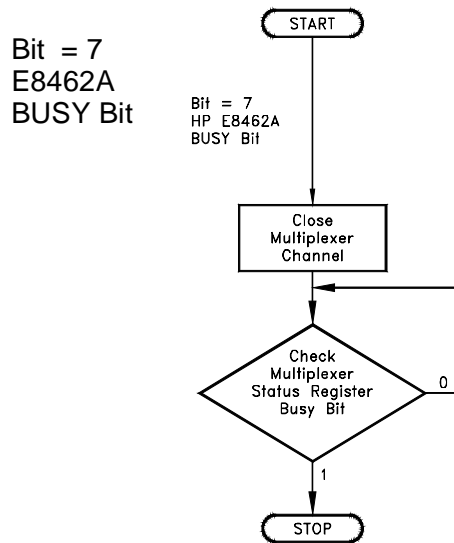 Bit = 7
E8462A
BUSY Bit
START
Bit = 7
HP E8462A
BUSY Bit
Close
Multiplexer
Channel
Check
Multiplexer
Status Register
Busy Bit
0
1
STOP